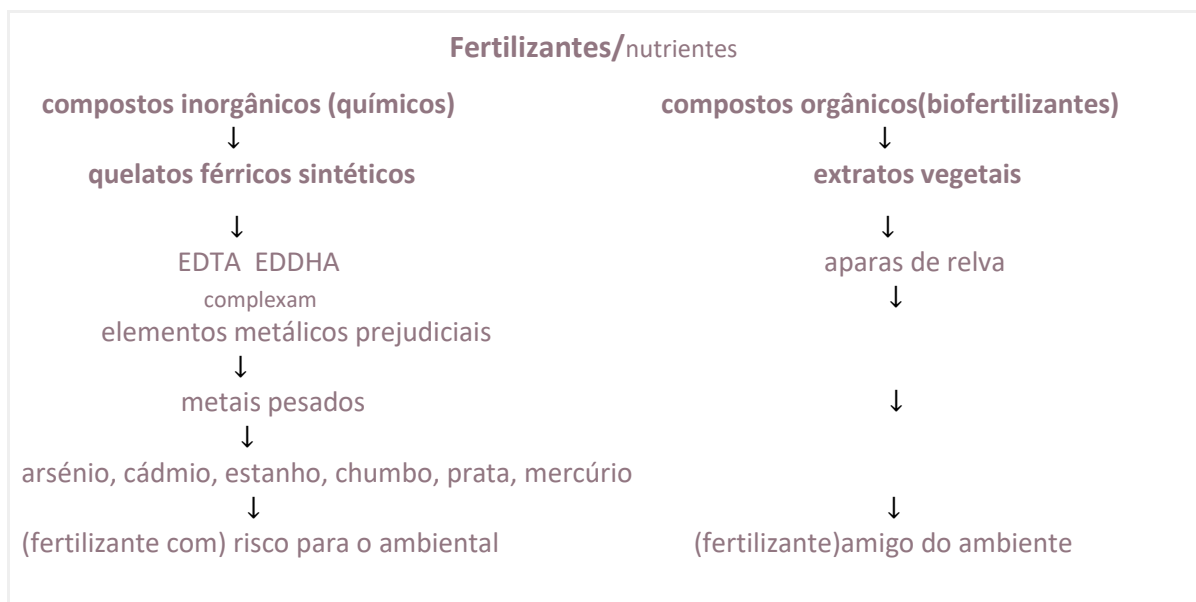 Fertilizantes/nutrientes
compostos inorgânicos (químicos) compostos orgânicos(biofertilizantes)
↓ ↓
quelatos férricos sintéticos extratos vegetais
↓ ↓
EDTA EDDHA aparas de relva
complexam ↓
elementos metálicos prejudiciais
↓
metais pesados ↓
↓
arsénio, cádmio, estanho, chumbo, prata, mercúrio
↓ ↓
(fertilizante com) risco para o ambiental (fertilizante)amigo do ambiente